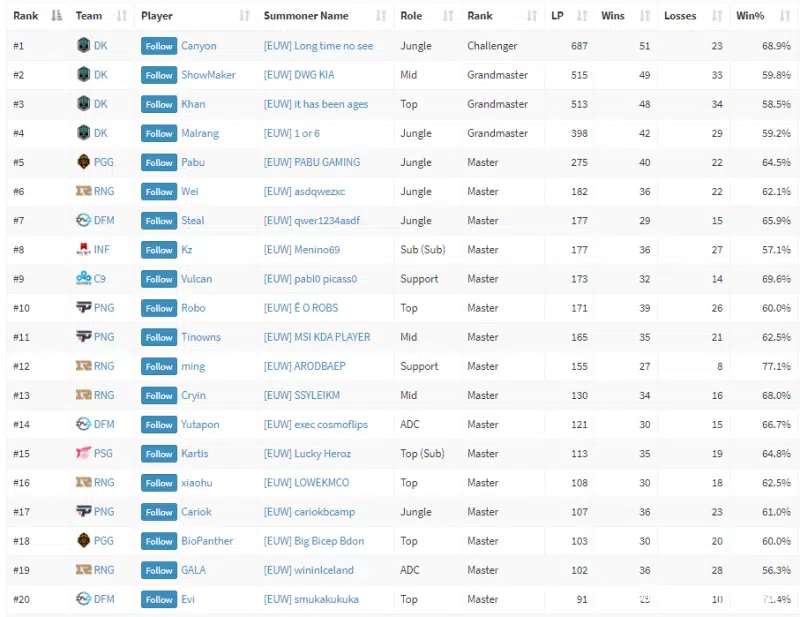 Rank Team Player Summoner Name Role Rank LP Wins Losses Win%
#1 DK Follow Canyon [EUW] Long time no see Jungle Challenger 687 51 23 68.9%
#2 DK Follow ShowMaker [EUW] DWG KIA Mid Grandmaster 515 49 33 59.8%
#3 DK Follow Khan [EUW] it has been ages Top Grandmaster 513 48 34 58.5%
#4 DK Follow Malrang [EUW] 1 or 6 Jungle Grandmaster 398 42 29 59.2%
#5 PGG Follow Pabu [EUW] PABU GAMING Jungle Master 275 40 22 64.5%
#6 RNG Follow Wei [EUW] asdqwezxc Jungle Master 182 36 22 62.1%
#7 DFM Follow Steal [EUW] qwer1234asdf Jungle Master 177 29 15 65.9%
#8 INF Follow Kz [EUW] Menino69 Sub (Sub) Master 177 36 27 57.1%
#9 C9 Follow Vulcan [EUW] pabl0 picass0 Support Master 173 32 14 69.6%
#10 PNG Follow Robo [EUW] É O ROBS Top Master 171 39 26 60.0%
#11 PNG Follow Tinowns [EUW] MSI KDA PLAYER Mid Master 165 35 21 62.5%
#12 RNG Follow ming [EUW] ARODBAEP Support Master 155 27 8 77.1%
#13 RNG Follow Cryin [EUW] SSYLEIKM Mid Master 130 34 16 68.0%
#14 DFM Follow Yutapon [EUW] exec cosmoflips ADC Master 121 30 15 66.7%
#15 PSG Follow Kartis [EUW] Lucky Heroz Top (Sub) Master 113 35 19 64.8%
#16 RNG Follow xiaohu [EUW] LOWEKMCO Top Master 108 30 18 62.5%
#17 PNG Follow Cariok [EUW] cariokbcamp Jungle Master 107 36 23 61.0%
#18 PGG Follow BioPanther [EUW] Big Bicep Bdon Top Master 103 30 20 60.0%
#19 RNG Follow GALA [EUW] wininIceland ADC Master 102 36 28 56.3%
#20 DFM Follow Evi [EUW] smukakukuka Top Master 91 25 10 71.4%